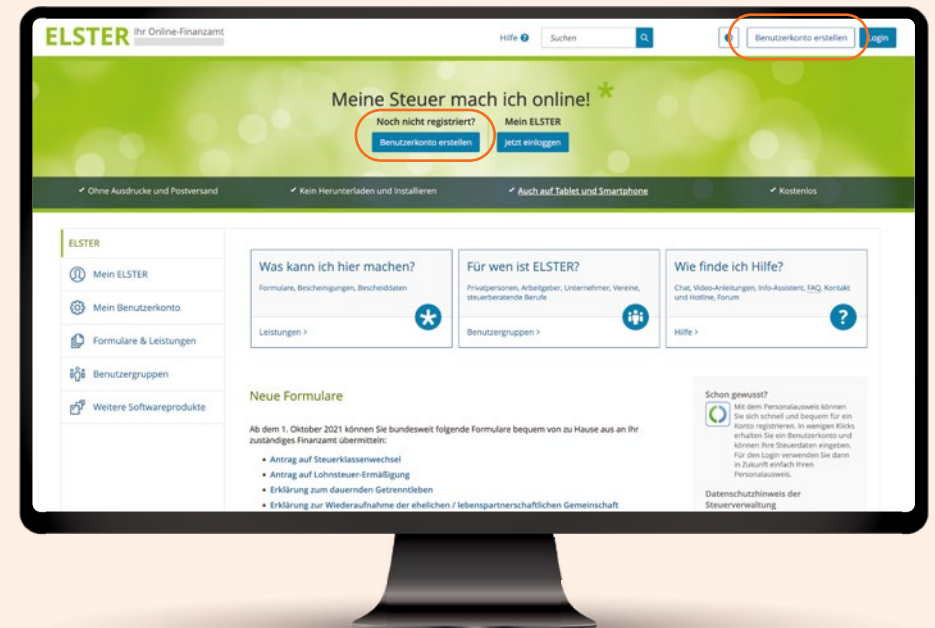 ELSTER Ihr Online-Finanzamt
Hilfe
Suchen
Benutzerkonto erstellen
Login
Meine Steuer mach ich online!
Noch nicht registriert?
Mein ELSTER
Benutzerkonto erstellen
Jetzt einloggen
✓ Ohne Ausdrucke und Postversand
✓ Kein Herunterladen und Installieren
✓ Auch auf Tablet und Smartphone
✓ Kostenlos
ELSTER
Mein ELSTER
Mein Benutzerkonto
Formulare & Leistungen
Benutzergruppen
Weitere Softwareprodukte
Was kann ich hier machen?
Formulare, Bescheinigungen, Bescheiddaten
Leistungen >
Für wen ist ELSTER?
Privatpersonen, Arbeitgeber, Unternehmer, Vereine,
steuerberatende Berufe
Benutzergruppen >
Wie finde ich Hilfe?
Chat, Video-Anleitungen, Info-Assistent, FAQ, Kontakt
und Hotline, Forum
Hilfe >
Neue Formulare
Ab dem 1. Oktober 2021 können Sie bundesweit folgende Formulare bequem von zu Hause aus an Ihr
zuständiges Finanzamt übermitteln:
• Antrag auf Steuerklassenwechsel
• Antrag auf Lohnsteuer-Ermäßigung
• Erklärung zum dauernden Getrenntleben
• Erklärung zur Wiederaufnahme der ehelichen / lebenspartnerschaftlichen Gemeinschaft
Schon gewusst?
Mit dem Personalausweis können
Sie sich schnell und bequem für ein
Konto registrieren. In wenigen Klicks
erhalten Sie ein Benutzerkonto und
können Ihre Steuerdaten eingeben.
Für den Login verwenden Sie dann
in Zukunft einfach Ihren
Personalausweis.
Datenschutzhinweis der
Steuerverwaltung